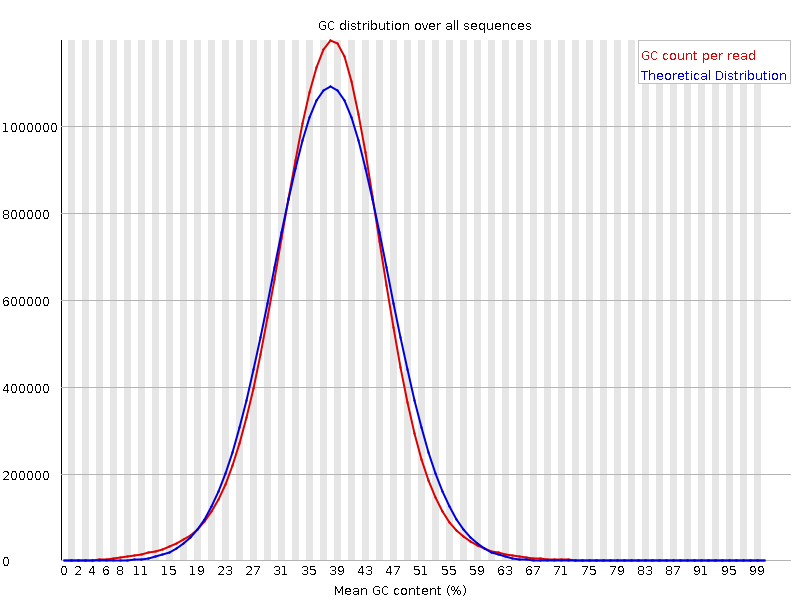 GC distribution over all sequences
GC count per read
Theoretical Distribution
1000000
800000
600000
400000
200000
0
0 2 4 6 8 11 15 19 23 27 31 35 39 43 47 51 55 59 63 67 71 75 79 83 87 91 95 99
Mean GC content (%)